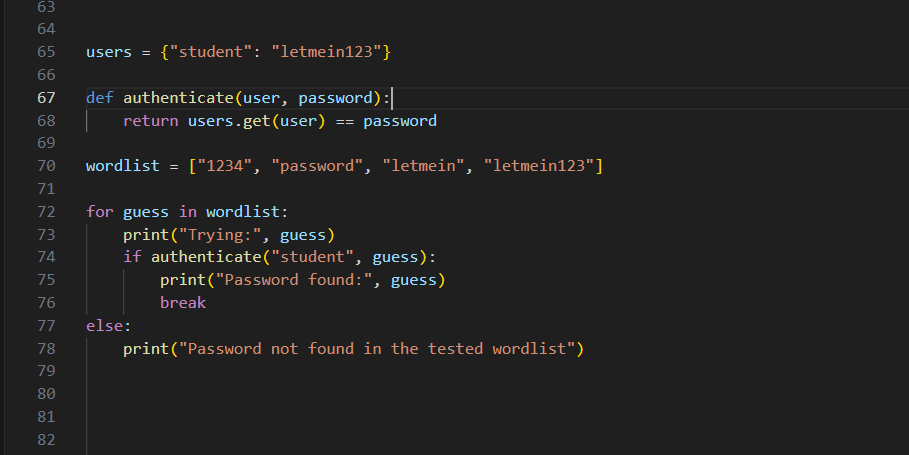 63
64
65 users = {"student": "letmein123"}
66
67 def authenticate(user, password):
68 return users.get(user) == password
69
70 wordlist = ["1234", "password", "letmein", "letmein123"]
71
72 for guess in wordlist:
73 print("Trying:", guess)
74 if authenticate("student", guess):
75 print("Password found:", guess)
76 break
77 else:
78 print("Password not found in the tested wordlist")
79
80
81
82